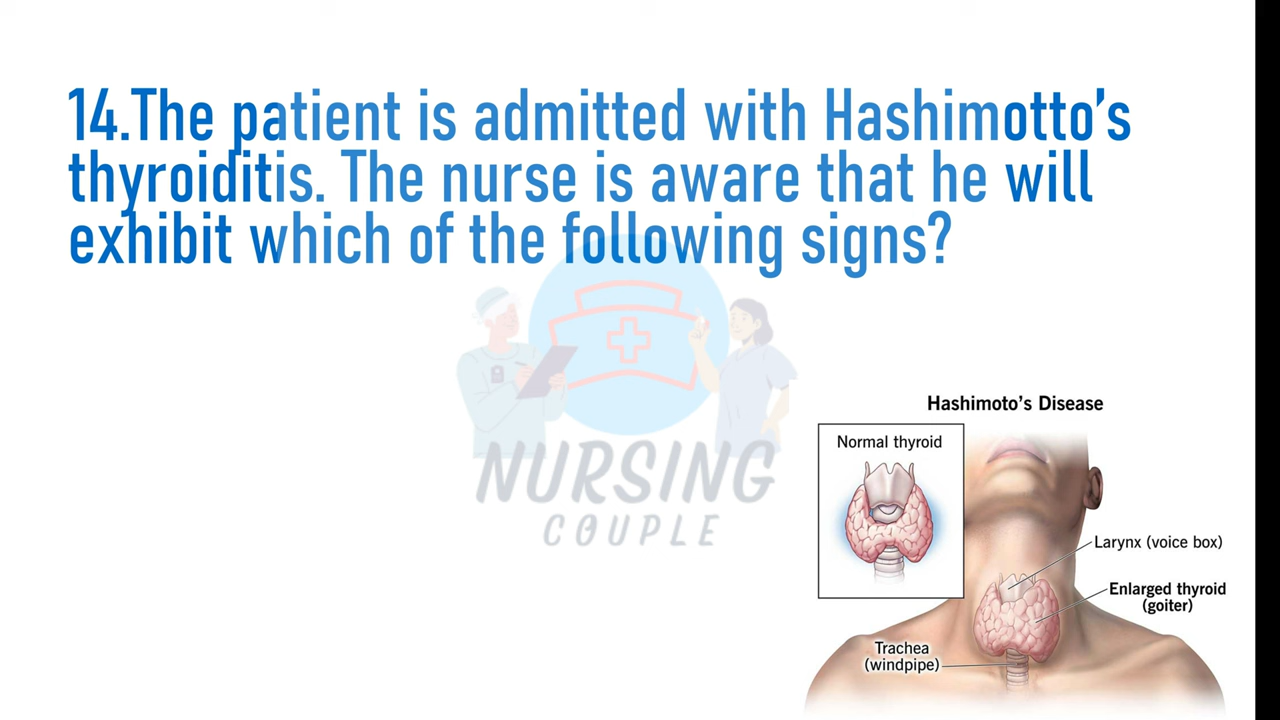 14.The patient is admitted with Hashimotto's
thyroiditis. The nurse is aware that he will
exhibit which of the following signs?
NURSING
COUPLE
Hashimoto's Disease
Normal thyroid
Larynx (voice box)
Enlarged thyroid
(goiter)
Trachea
(windpipe)